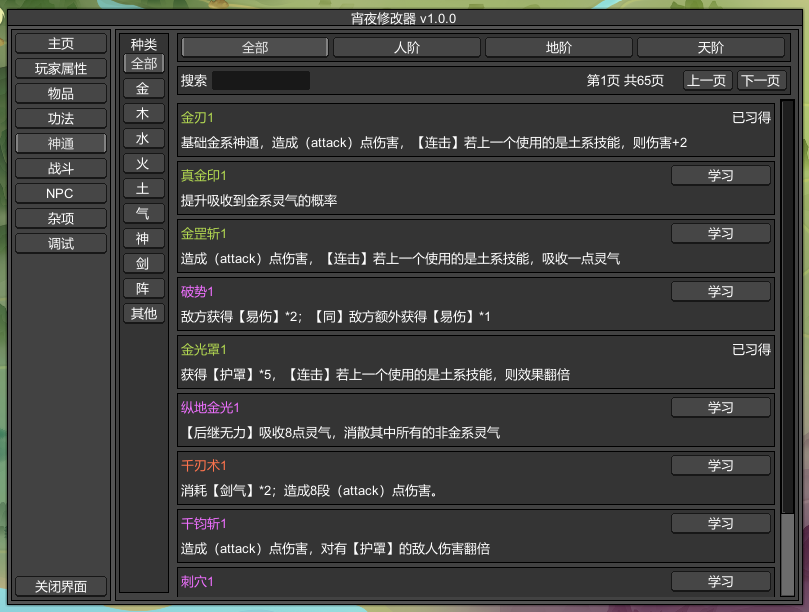 宵夜修改器 v1.0.0
主页
玩家属性
物品
功法
神通
战斗
NPC
杂项
调试
关闭界面
种类
全部
金
木
水
火
土
气
神
剑
阵
其他
全部 人阶 地阶 天阶
搜索 第1页 共65页 上一页 下一页
金刃1 已习得
基础金系神通，造成（attack）点伤害，【连击】若上一个使用的是土系技能，则伤害+2
真金印1 学习
提升吸收到金系灵气的概率
金罡斩1 学习
造成（attack）点伤害，【连击】若上一个使用的是土系技能，吸收一点灵气
破势1 学习
敌方获得【易伤】*2；【同】敌方额外获得【易伤】*1
金光罩1 已习得
获得【护罩】*5，【连击】若上一个使用的是土系技能，则效果翻倍
纵地金光1 学习
【后继无力】吸收8点灵气，消散其中所有的非金系灵气
千刃术1 学习
消耗【剑气】*2；造成8段（attack）点伤害。
千钧斩1 学习
造成（attack）点伤害，对有【护罩】的敌人伤害翻倍
刺穴1 学习